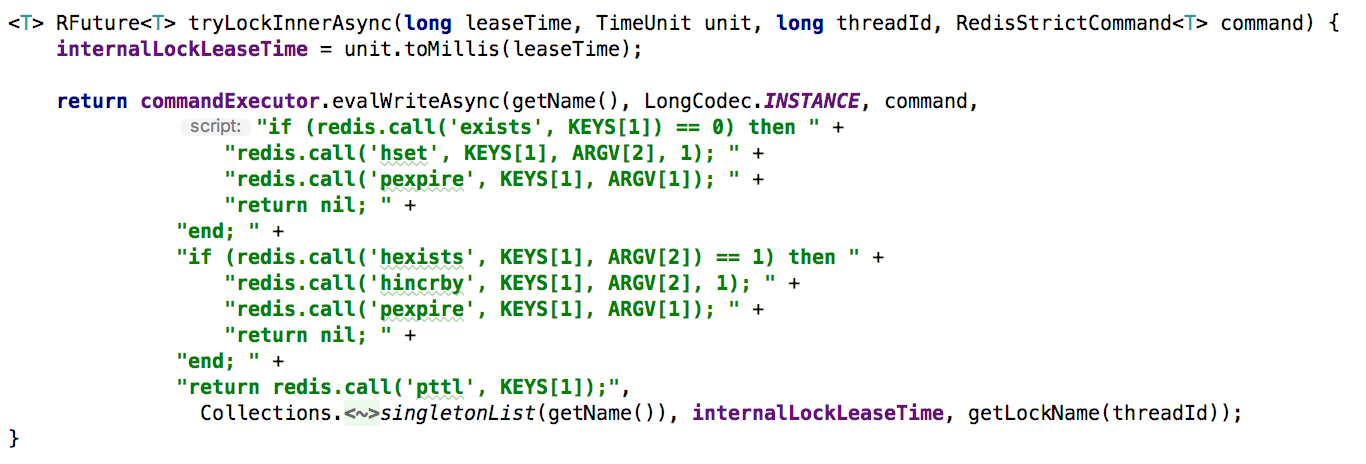 <T> RFuture<T> tryLockInnerAsync(long leaseTime, TimeUnit unit, long threadId, RedisStrictCommand<T> command) {
    internalLockLeaseTime = unit.toMillis(leaseTime);

    return commandExecutor.evalWriteAsync(getName(), LongCodec.INSTANCE, command,
              script: "if (redis.call('exists', KEYS[1]) == 0) then " +
                  "redis.call('hset', KEYS[1], ARGV[2], 1); " +
                  "redis.call('pexpire', KEYS[1], ARGV[1]); " +
                  "return nil; " +
              "end; " +
              "if (redis.call('hexists', KEYS[1], ARGV[2]) == 1) then " +
                  "redis.call('hincrby', KEYS[1], ARGV[2], 1); " +
                  "redis.call('pexpire', KEYS[1], ARGV[1]); " +
                  "return nil; " +
              "end; " +
              "return redis.call('pttl', KEYS[1]);",
                Collections.<~>singletonList(getName()), internalLockLeaseTime, getLockName(threadId));
}